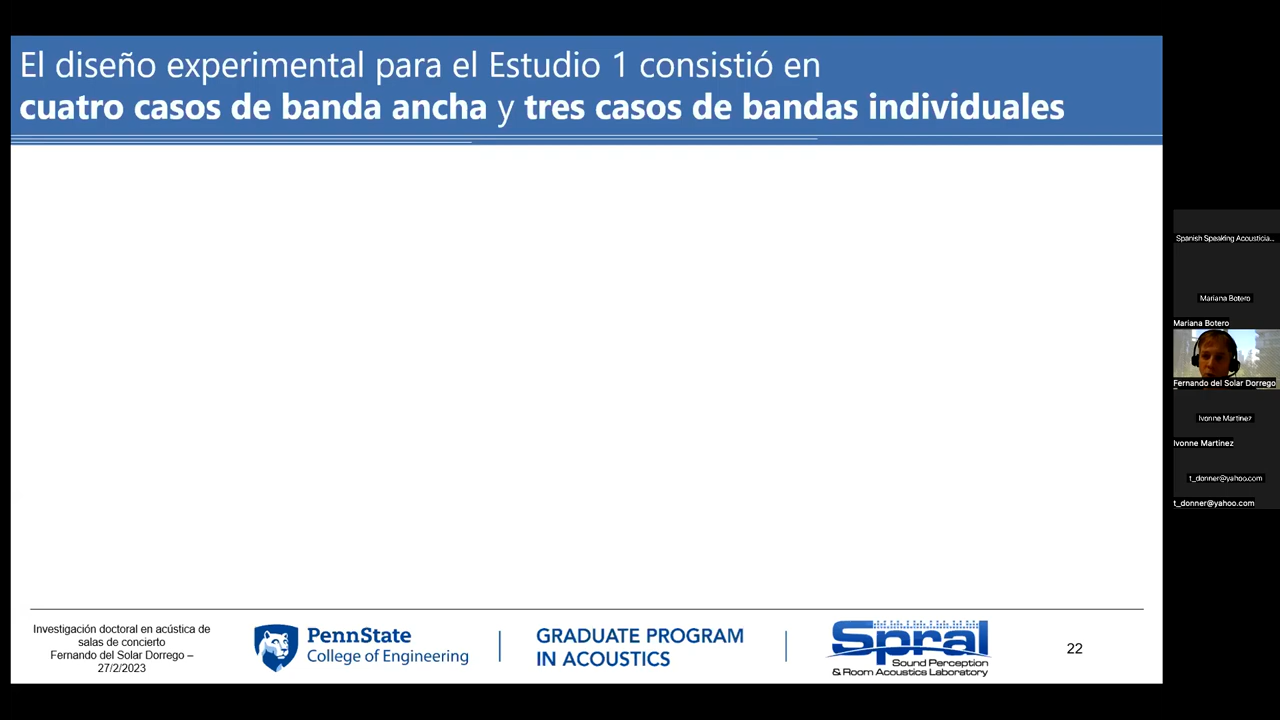 El diseño experimental para el Estudio 1 consistió en
cuatro casos de banda ancha y tres casos de bandas individuales
Spanish Speaking Acousticia...
Mariana Botero
Mariana Botero
Fernando del Solar Dorrego
Ivonne Martinez
Ivonne Martinez
t_donner@yahoo.com
t_donner@yahoo.com
Investigación doctoral en acústica de
salas de concierto
Fernando del Solar Dorrego –
27/2/2023
PennState
College of Engineering
GRADUATE PROGRAM
IN ACOUSTICS
Spral
Sound Perception
& Room Acoustics Laboratory
22